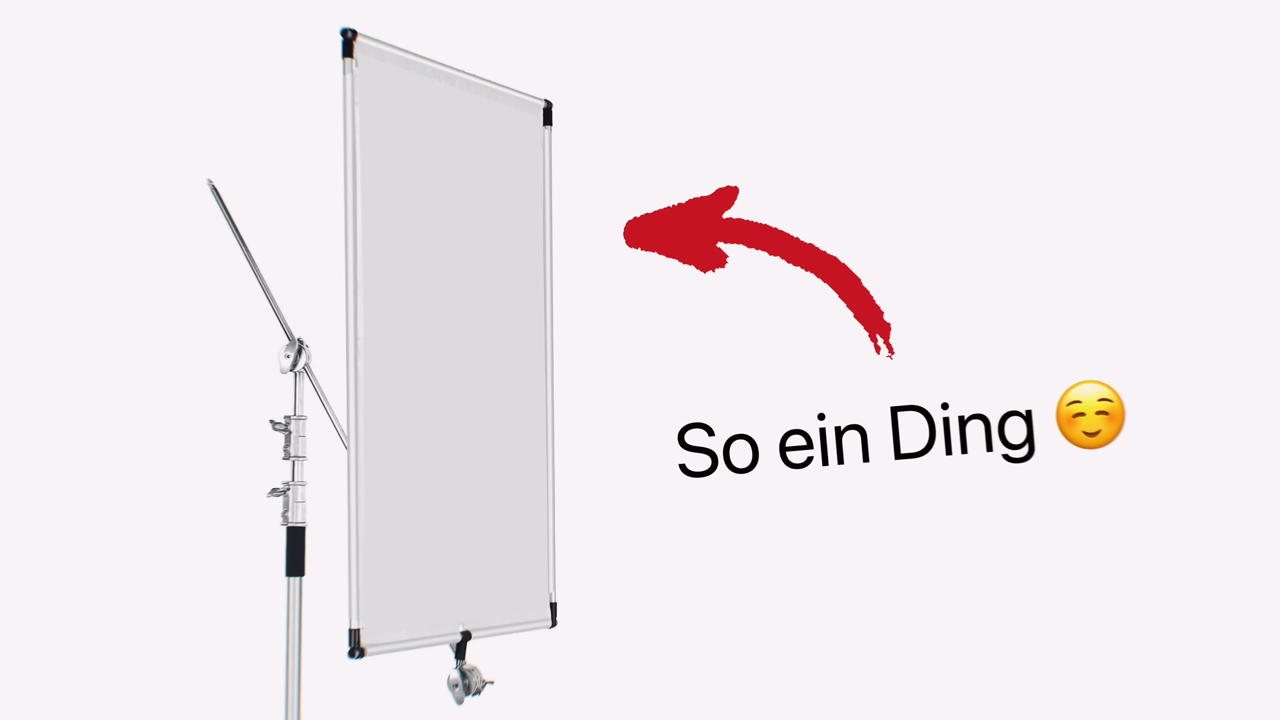 So ein Ding ☺️